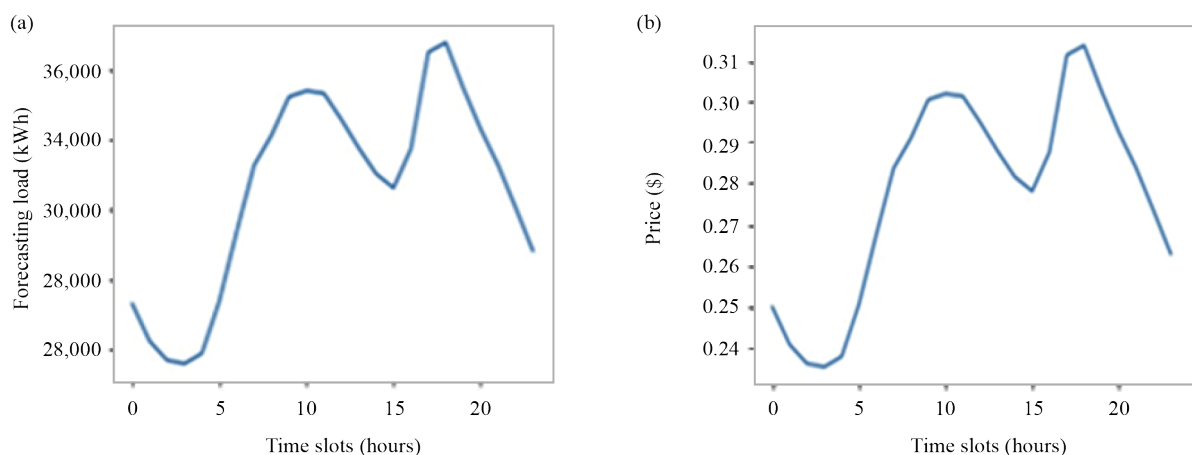 (a)
Forecasting load (kWh)
36,000
34,000
30,000
28,000
28,000
0 5 10 15 20
Time slots (hours)
(b)
Price ($)
0.31
0.30
0.29
0.28
0.27
0.26
0.25
0.24
0 5 10 15 20
Time slots (hours)